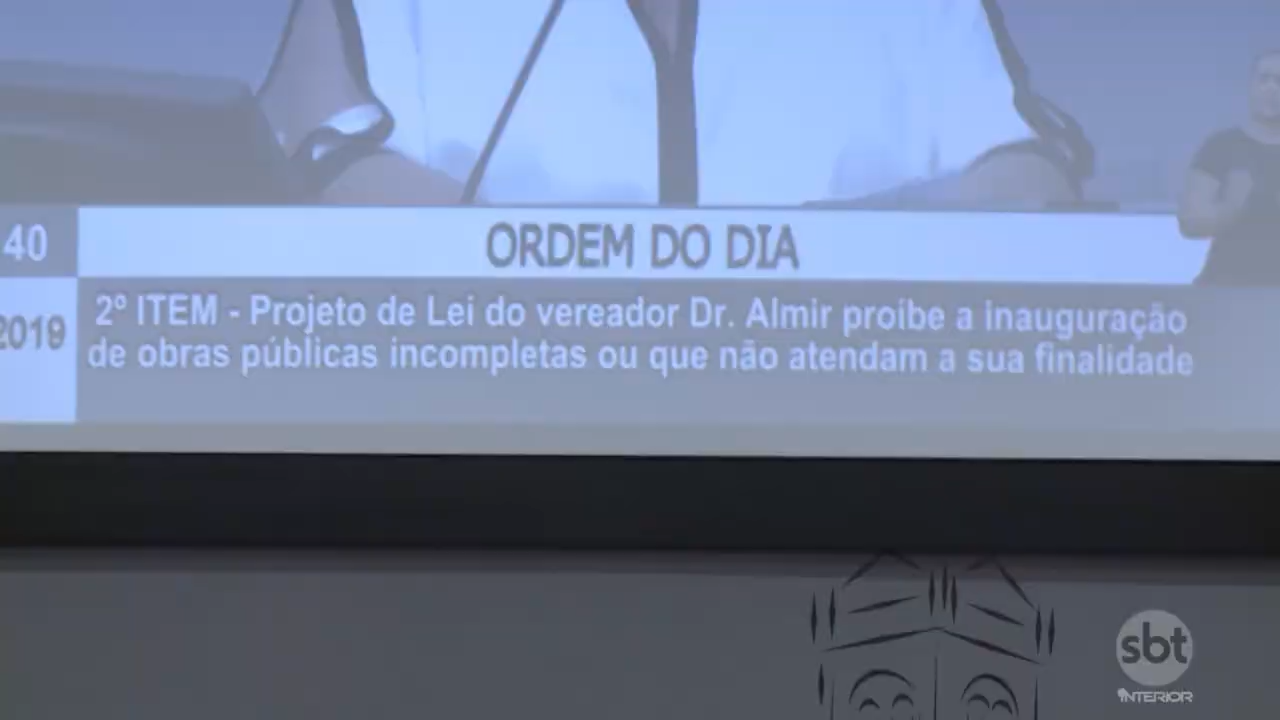 40
ORDEM DO DIA
2019
2º ITEM - Projeto de Lei do vereador Dr. Almir proíbe a inauguração
de obras públicas incompletas ou que não atendam a sua finalidade
sbt
INTERIOR